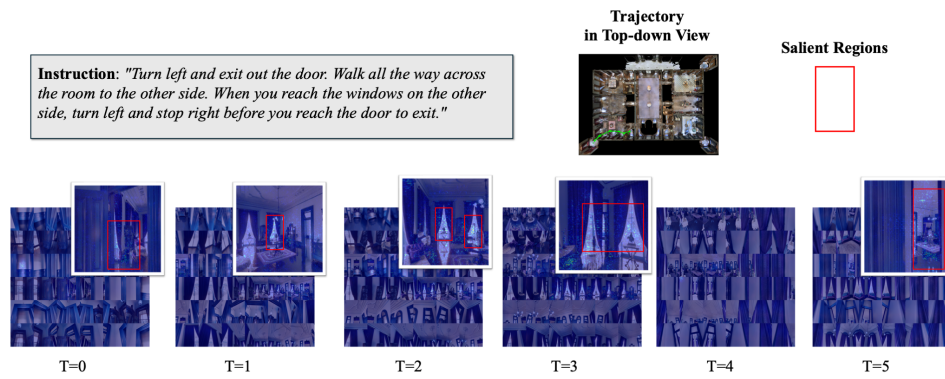 Trajectory
in Top-down View
Salient Regions
Instruction: "Turn left and exit out the door. Walk all the way across
the room to the other side. When you reach the windows on the other
side, turn left and stop right before you reach the door to exit."
T=0
T=1
T=2
T=3
T=4
T=5